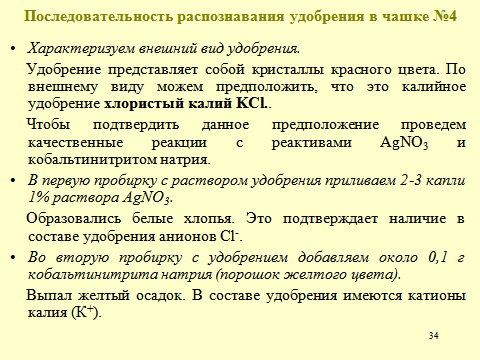 Последовательность распознавания удобрения в чашке №4
• Характеризуем внешний вид удобрения.
Удобрение представляет собой кристаллы красного цвета. По
внешнему виду можем предположить, что это калийное
удобрение хлористый калий KCl.
Чтобы подтвердить данное предположение проведем
качественные реакции с реактивами AgNO₃ и
кобальтинитритом натрия.
• В первую пробирку с раствором удобрения приливаем 2-3 капли
1% раствора AgNO₃.
Образовались белые хлопья. Это подтверждает наличие в
составе удобрения анионов Cl⁻.
• Во вторую пробирку с удобрением добавляем около 0,1 г
кобальтинитрита натрия (порошок желтого цвета).
Выпал желтый осадок. В составе удобрения имеются катионы
калия (К⁺).
34